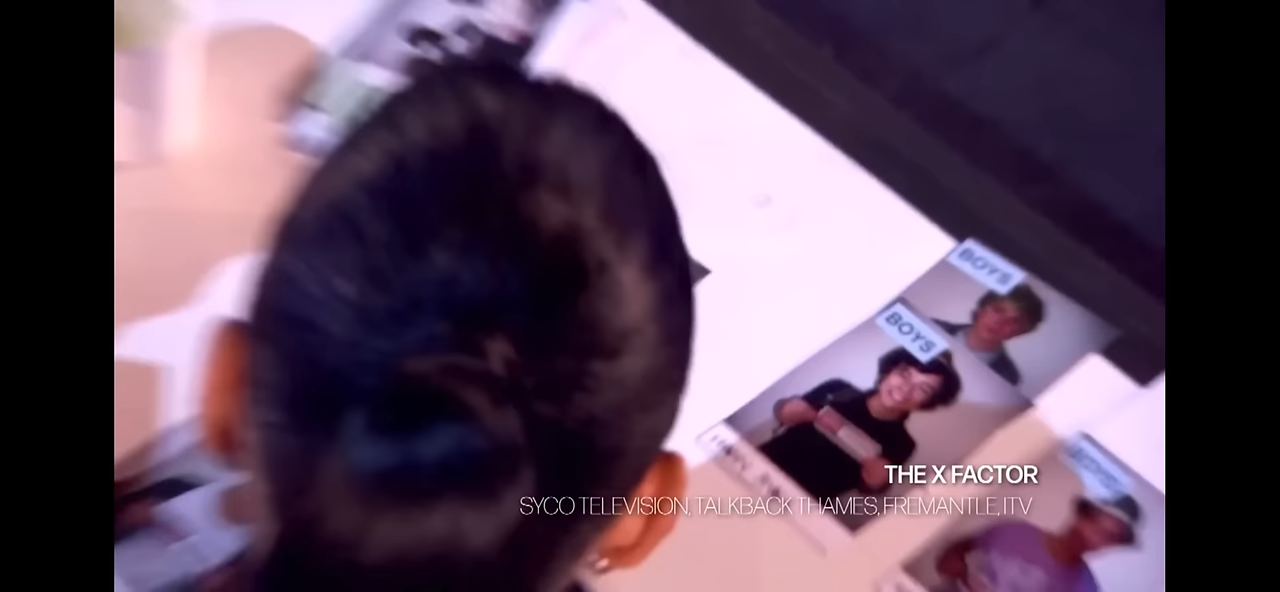 BOYS
BOYS
THE X FACTOR
SYCO TELEVISION, TALKBACK THAMES, FREMANTLE, ITV